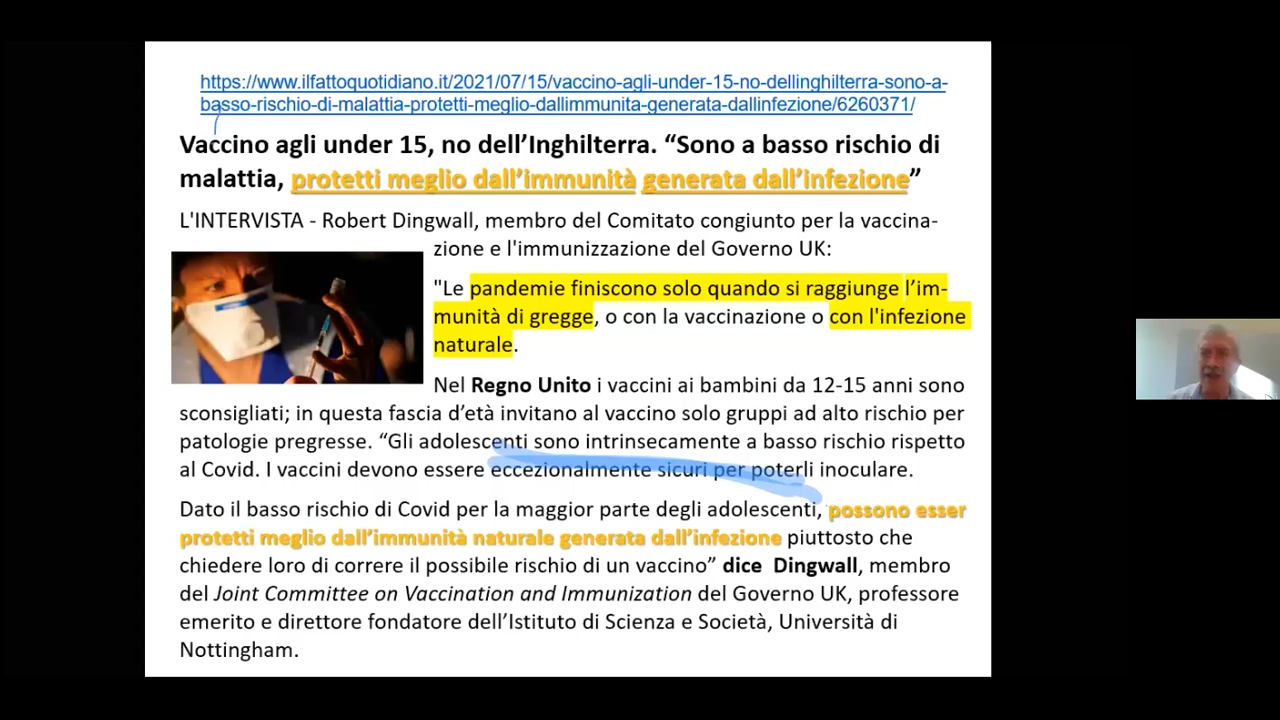 https://www.ilfattoquotidiano.it/2021/07/15/vaccino-agli-under-15-no-dellinghilterra-sono-a-
basso-rischio-di-malattia-protetti-meglio-dallimmunita-generata-dallinfezione/6260371/
Vaccino agli under 15, no dell’Inghilterra. “Sono a basso rischio di
malattia, protetti meglio dall’immunità generata dall’infezione”
L'INTERVISTA - Robert Dingwall, membro del Comitato congiunto per la vaccina-
zione e l'immunizzazione del Governo UK:
"Le pandemie finiscono solo quando si raggiunge l’im-
munità di gregge, o con la vaccinazione o con l'infezione
naturale.
Nel Regno Unito i vaccini ai bambini da 12-15 anni sono
sconsigliati; in questa fascia d’età invitano al vaccino solo gruppi ad alto rischio per
patologie pregresse. “Gli adolescenti sono intrinsecamente a basso rischio rispetto
al Covid. I vaccini devono essere eccezionalmente sicuri per poterli inoculare.
Dato il basso rischio di Covid per la maggior parte degli adolescenti, possono esser
protetti meglio dall’immunità naturale generata dall’infezione piuttosto che
chiedere loro di correre il possibile rischio di un vaccino” dice Dingwall, membro
del Joint Committee on Vaccination and Immunization del Governo UK, professore
emerito e direttore fondatore dell’Istituto di Scienza e Società, Università di
Nottingham.